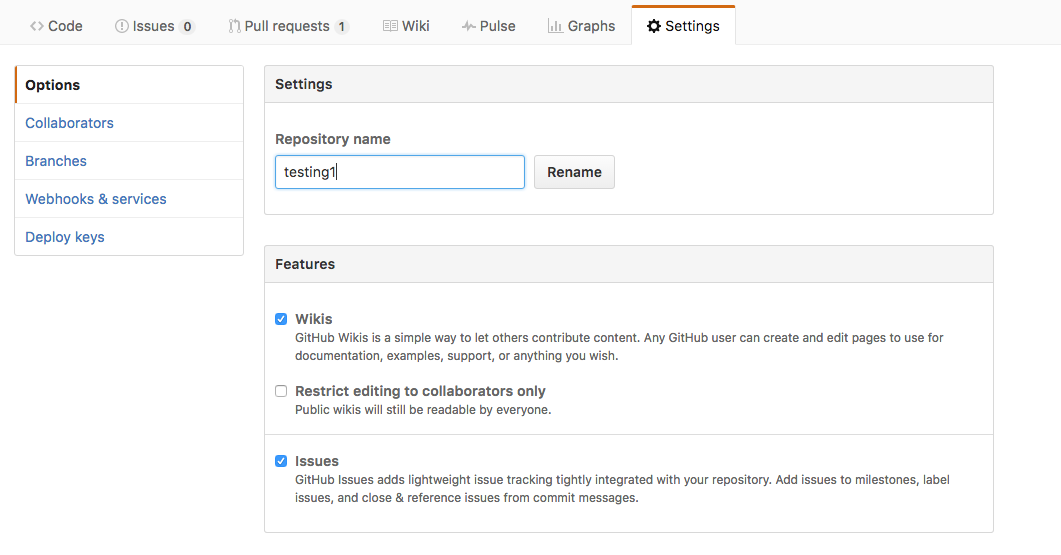 Code Issues 0 Pull requests 1 Wiki Pulse Graphs Settings
Options
Collaborators
Branches
Webhooks & services
Deploy keys
Settings
Repository name
testing1 Rename
Features
Wikis
GitHub Wikis is a simple way to let others contribute content. Any GitHub user can create and edit pages to use for
documentation, examples, support, or anything you wish.
Restrict editing to collaborators only
Public wikis will still be readable by everyone.
Issues
GitHub Issues adds lightweight issue tracking tightly integrated with your repository. Add issues to milestones, label
issues, and close & reference issues from commit messages.